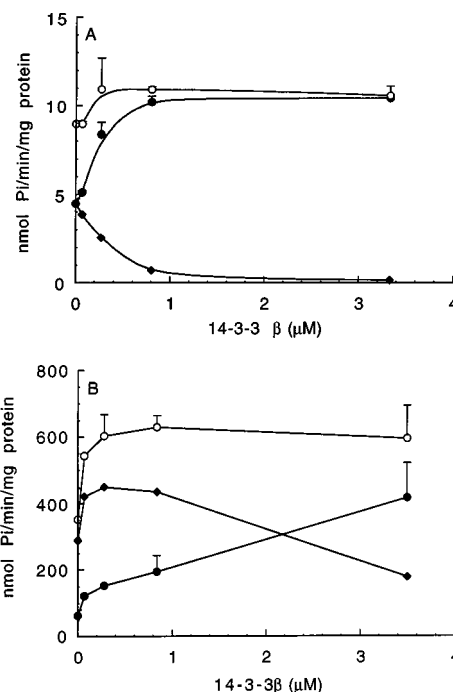 A
nmol Pi/min/mg protein
15
10
5
0
0 1 2 3 4
14-3-3 β (μM)
B
nmol Pi/min/mg protein
800
600
400
200
0
0 1 2 3 4
14-3-3β (μM)